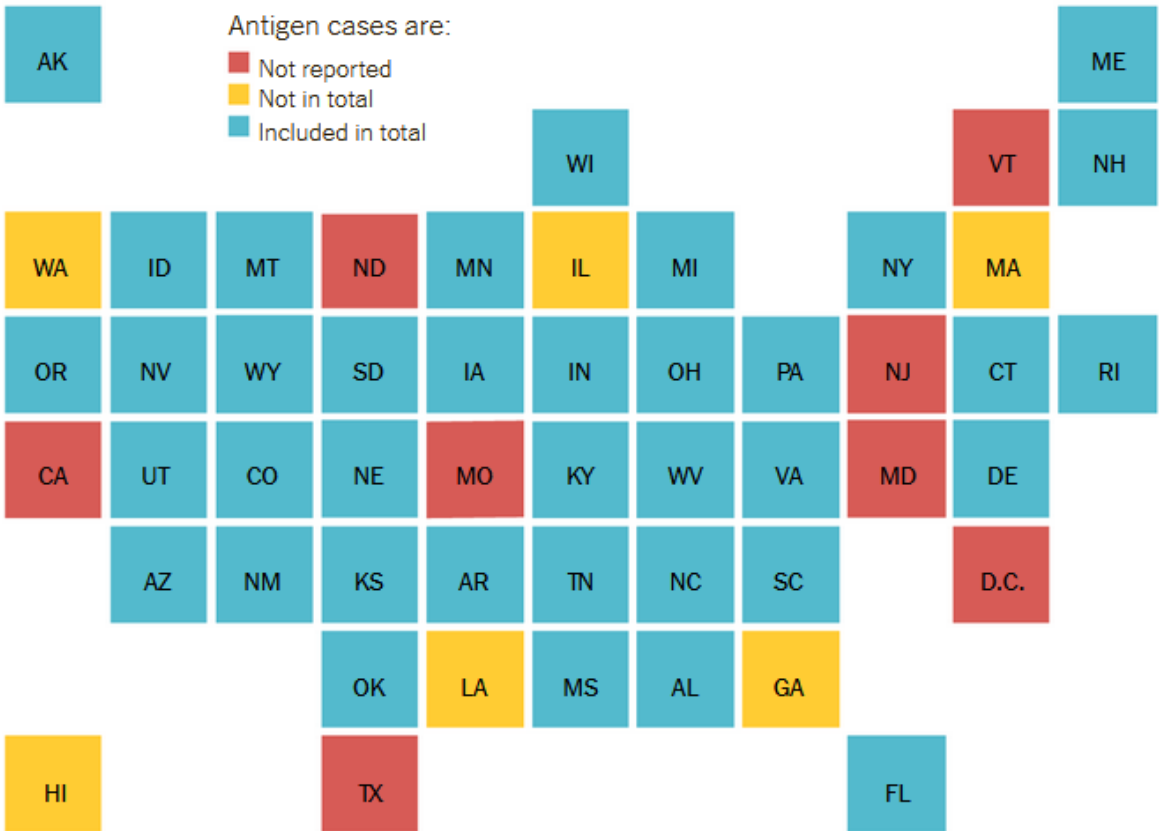 Antigen cases are:
Not reported
Not in total
Included in total
AK ME
WI VT NH
WA ID MT ND MN IL MI NY MA
OR NV WY SD IA IN OH PA NJ CT RI
CA UT CO NE MO KY WV VA MD DE
AZ NM KS AR TN NC SC D.C.
OK LA MS AL GA
HI TX FL